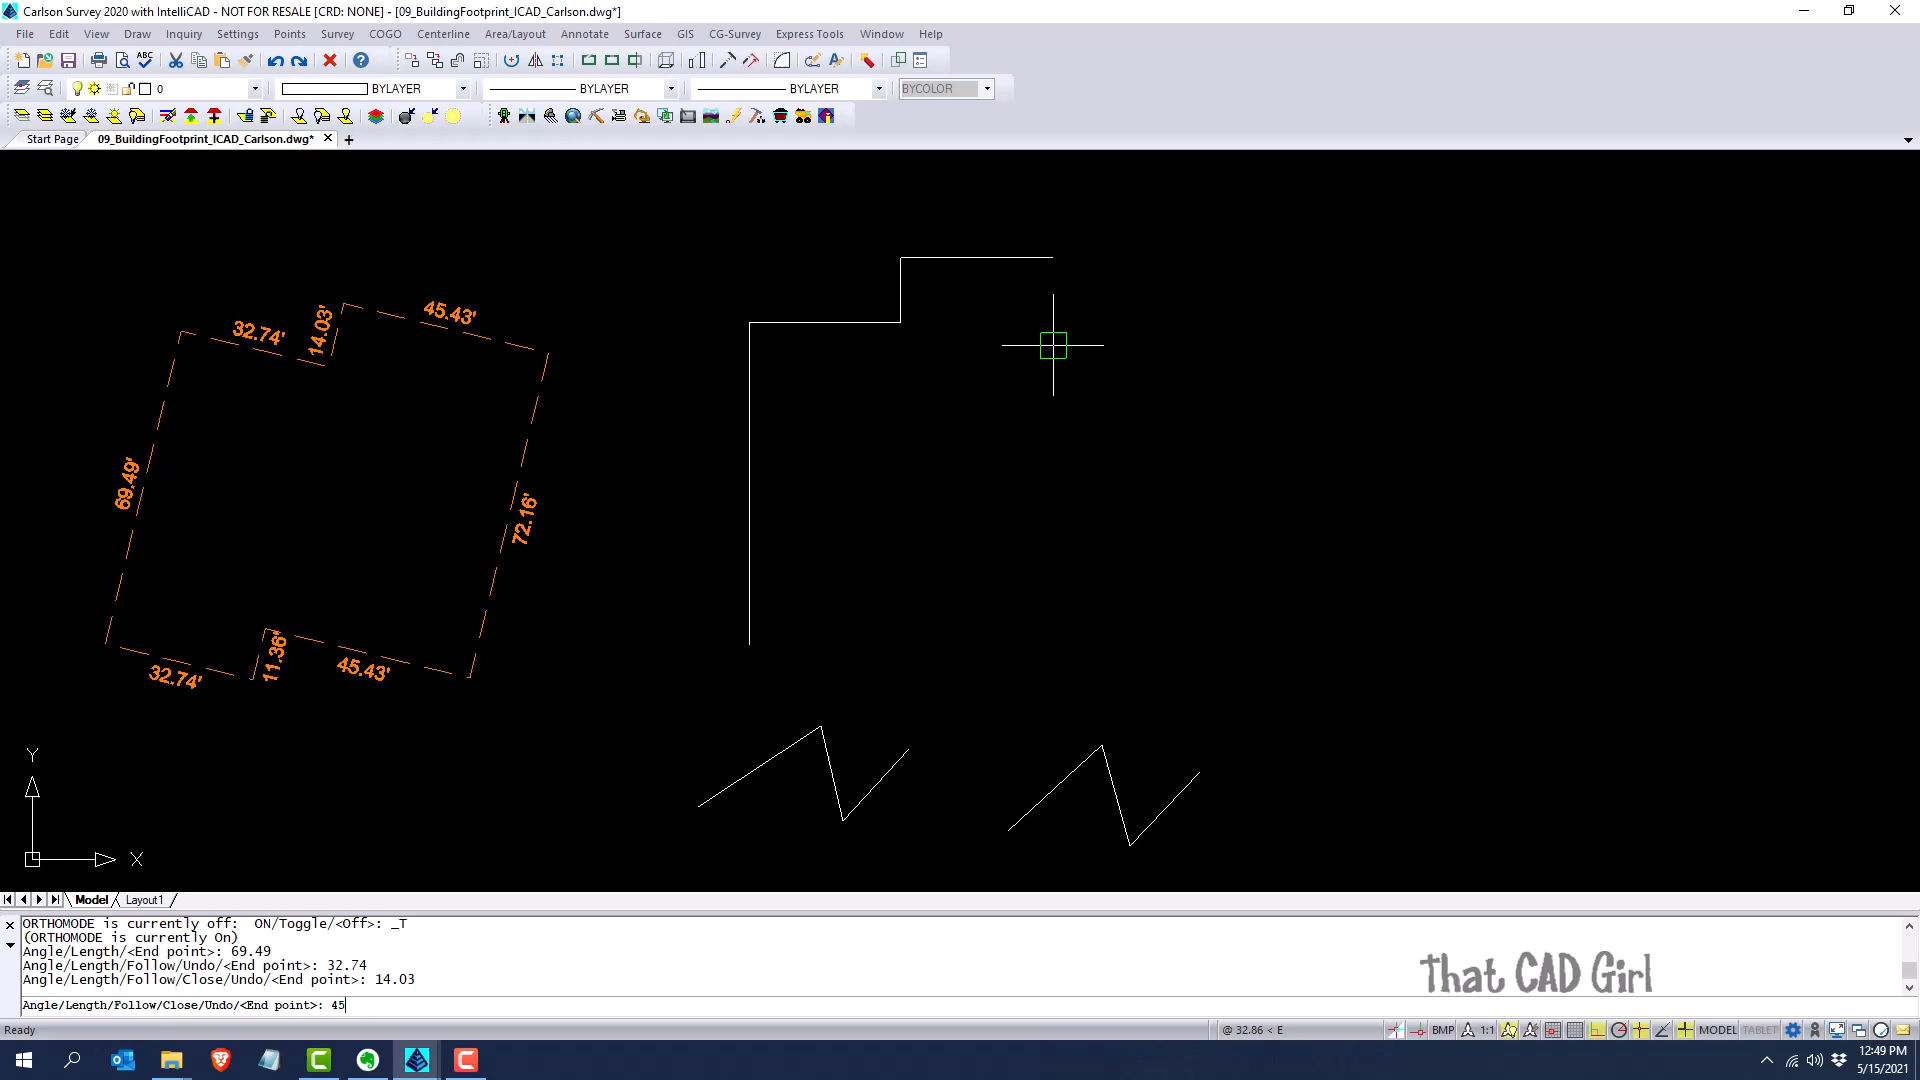 Carlson Survey 2020 with IntelliCAD - NOT FOR RESALE [CRD: NONE] - [09_BuildingFootprint_ICAD_Carlson.dwg*]
File Edit View Draw Inquiry Settings Points Survey COGO Centerline Area/Layout Annotate Surface GIS CG-Survey Express Tools Window Help
ABC
0 BYLAYER BYLAYER BYLAYER BYCOLOR
Start Page 09_BuildingFootprint_ICAD_Carlson.dwg*
32.74'
14.03'
45.43'
69.49'
72.16'
32.74'
11.36'
45.43'
Y
X
Model Layout1
ORTHOMODE is currently off:  ON/Toggle/<Off>: _T
(ORTHOMODE is currently On)
Angle/Length/<End point>: 69.49
Angle/Length/Follow/Undo/<End point>: 32.74
Angle/Length/Follow/Close/Undo/<End point>: 14.03
Angle/Length/Follow/Close/Undo/<End point>: 45
That CAD Girl
Ready @ 32.86 < E BMP 1:1 MODEL TABLET
12:49 PM
5/15/2021